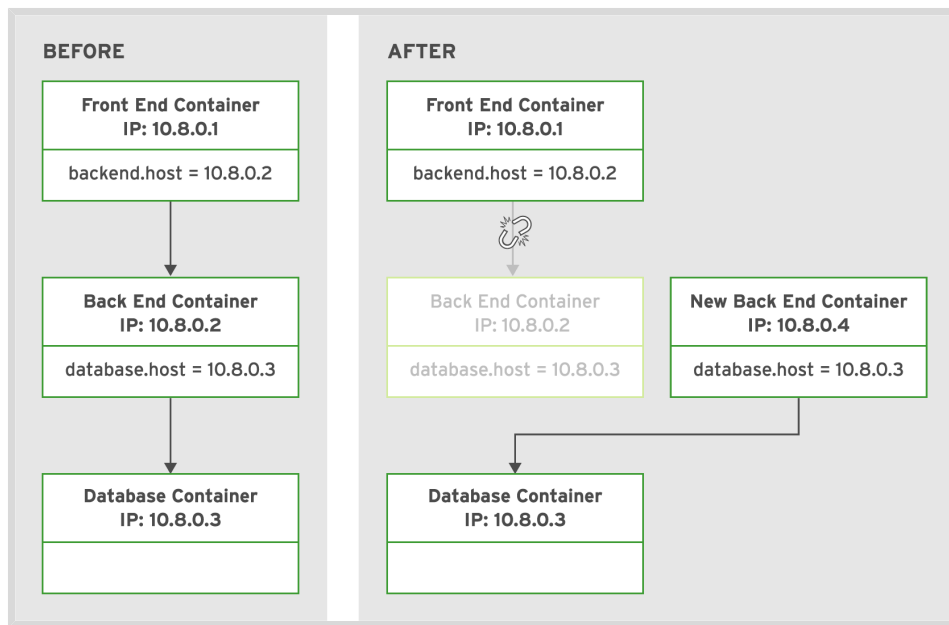 BEFORE
Front End Container
IP: 10.8.0.1
backend.host = 10.8.0.2
Back End Container
IP: 10.8.0.2
database.host = 10.8.0.3
Database Container
IP: 10.8.0.3
AFTER
Front End Container
IP: 10.8.0.1
backend.host = 10.8.0.2
Back End Container
IP: 10.8.0.2
database.host = 10.8.0.3
New Back End Container
IP: 10.8.0.4
database.host = 10.8.0.3
Database Container
IP: 10.8.0.3